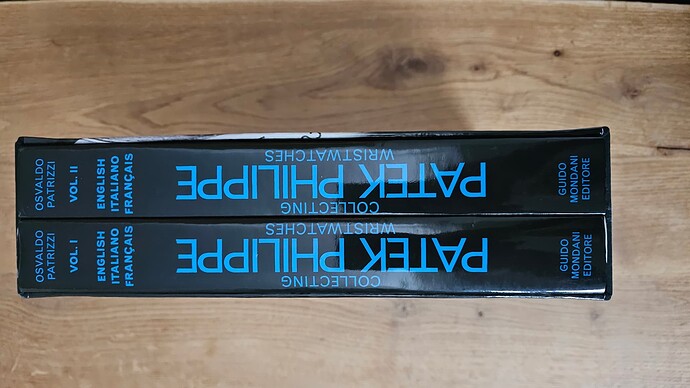 OSVALDO
PATRIZZI
VOL. I
ENGLISH
ITALIANO
FRANÇAIS
COLLECTING
PATEK PHILIPPE
WRISTWATCHES
GUIDO
MONDANI
EDITORE
OSVALDO
PATRIZZI
VOL. II
ENGLISH
ITALIANO
FRANÇAIS
COLLECTING
PATEK PHILIPPE
WRISTWATCHES
GUIDO
MONDANI
EDITORE